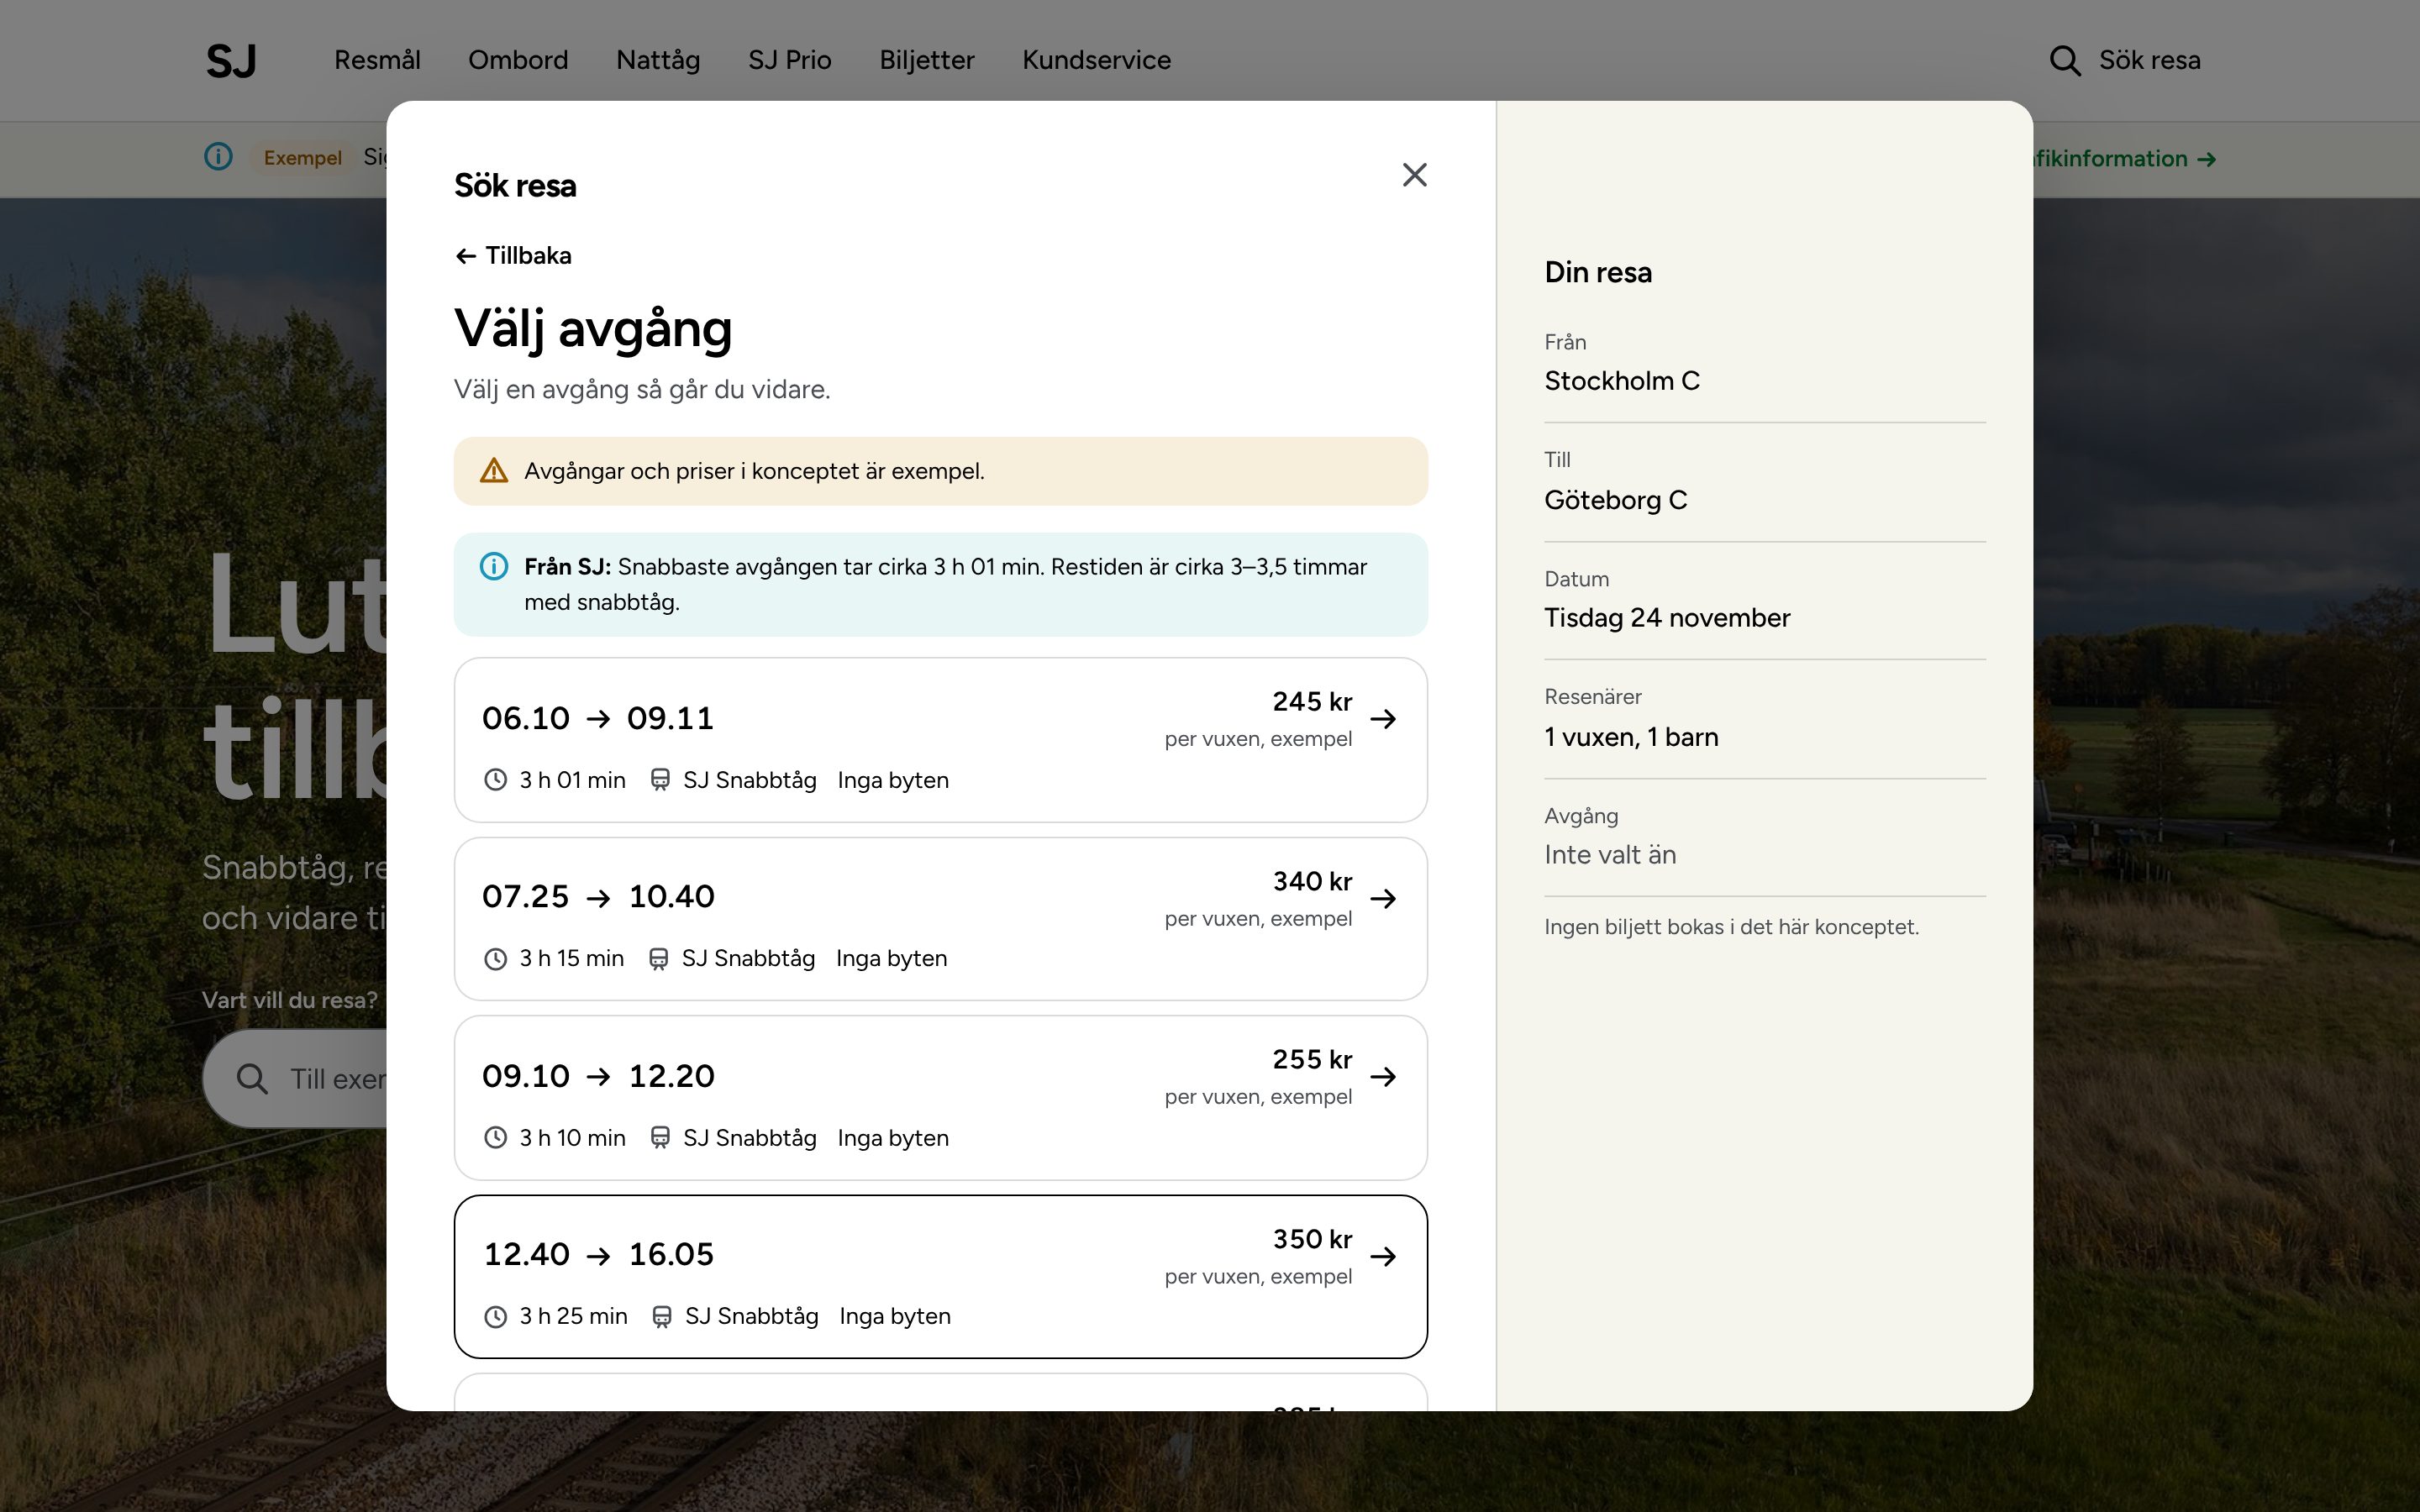 SJ
Resmål
Ombord
Nattåg
SJ Prio
Biljetter
Kundservice
Sök resa
Exempel
Sök resa
← Tillbaka
Välj avgång
Välj en avgång så går du vidare.
Avgångar och priser i konceptet är exempel.
Från SJ: Snabbaste avgången tar cirka 3 h 01 min. Restiden är cirka 3–3,5 timmar
med snabbtåg.
06.10 → 09.11
245 kr →
per vuxen, exempel
3 h 01 min SJ Snabbtåg Inga byten
07.25 → 10.40
340 kr →
per vuxen, exempel
3 h 15 min SJ Snabbtåg Inga byten
09.10 → 12.20
255 kr →
per vuxen, exempel
3 h 10 min SJ Snabbtåg Inga byten
12.40 → 16.05
350 kr →
per vuxen, exempel
3 h 25 min SJ Snabbtåg Inga byten
Din resa
Från
Stockholm C
Till
Göteborg C
Datum
Tisdag 24 november
Resenärer
1 vuxen, 1 barn
Avgång
Inte valt än
Ingen biljett bokas i det här konceptet.
Snabbtåg,
och vidare
Vart vill du resa?
Till